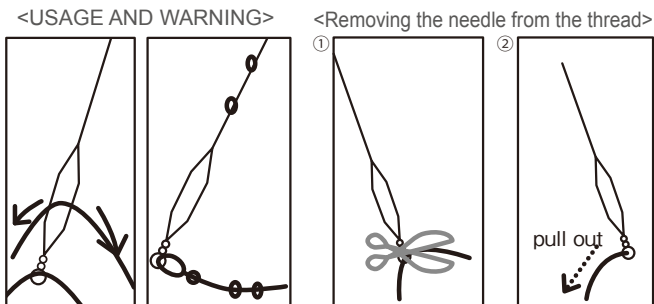 <USAGE AND WARNING>
<Removing the needle from the thread>
①
②
pull out